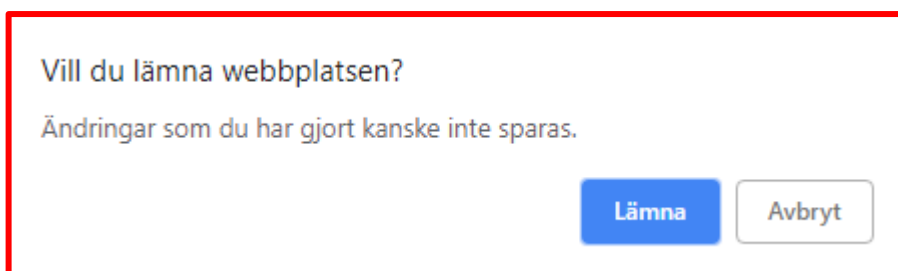 Vill du lämna webbplatsen?
Ändringar som du har gjort kanske inte sparas.
Lämna
Avbryt